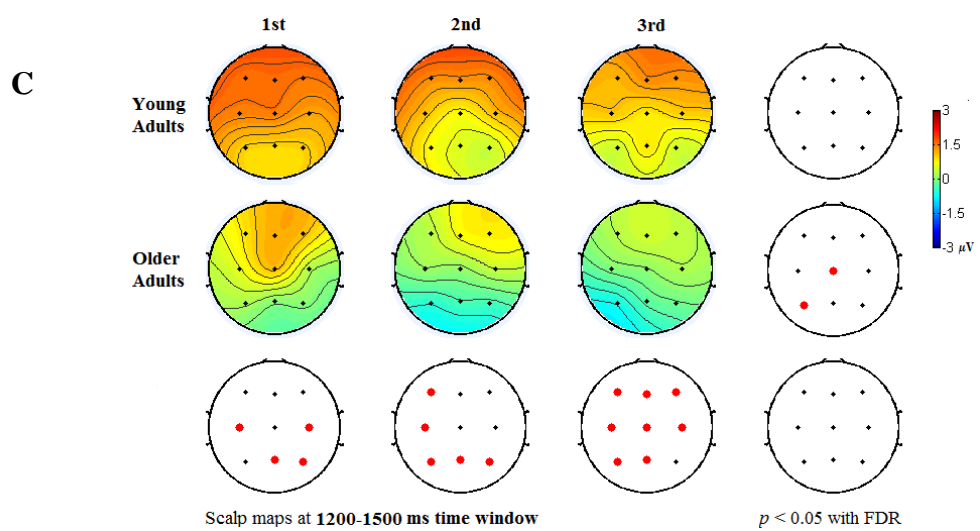 1st 2nd 3rd
C
Young
Adults
3
1.5
0
-1.5
-3 μV
Older
Adults
Scalp maps at 1200-1500 ms time window
p < 0.05 with FDR